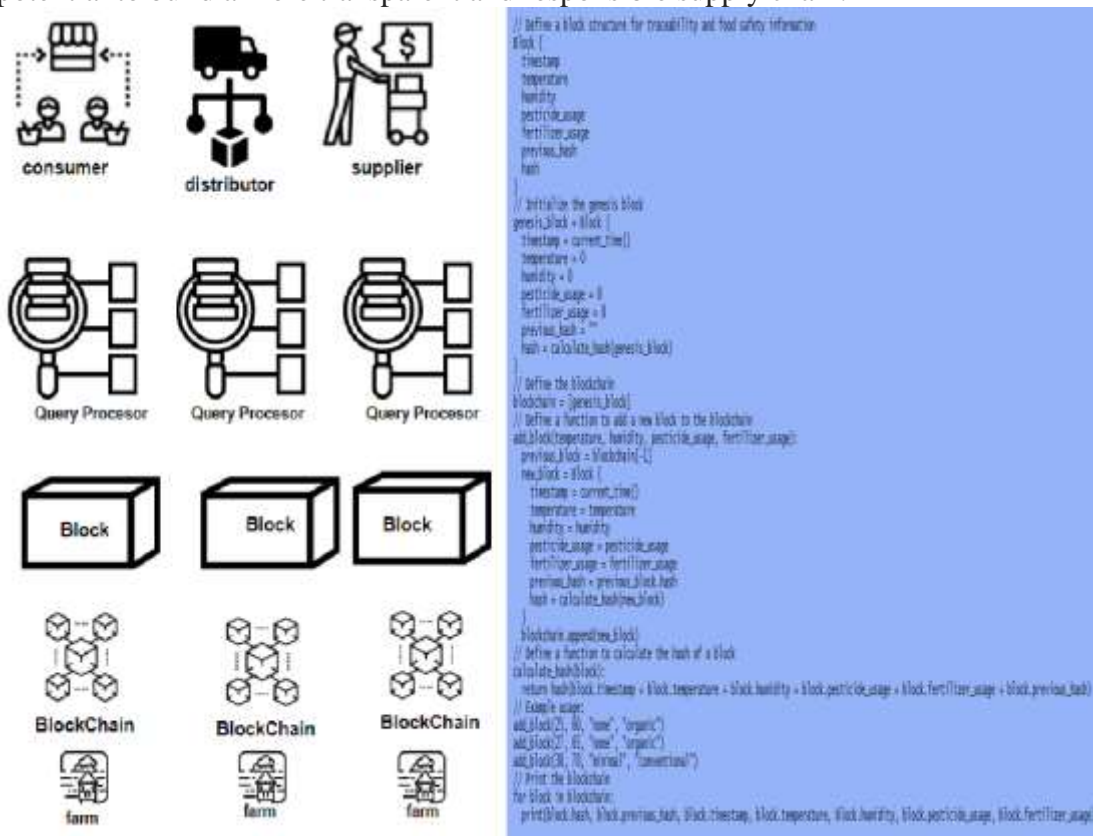 potential to build a more transparent and responsible supply chain.
$
consumer
distributor
supplier
Query Procesor
Query Procesor
Query Procesor
Block
Block
Block
BlockChain
BlockChain
BlockChain
farm
farm
farm
// Define a block structure for traceability and food safety information
Block {
timestamp
temperature
humidity
pesticide_usage
fertilizer_usage
previous_hash
hash
}
// Initialize the genesis block
genesis_block = Block {
timestamp = current_time()
temperature = 0
humidity = 0
pesticide_usage = 0
fertilizer_usage = 0
previous_hash = ""
hash = calculate_hash(genesis_block)
}
// Define the blockchain
blockchain = [genesis_block]
// Define a function to add a new block to the blockchain
add_block(temperature, humidity, pesticide_usage, fertilizer_usage):
previous_block = blockchain[-1]
new_block = Block {
timestamp = current_time()
temperature = temperature
humidity = humidity
pesticide_usage = pesticide_usage
fertilizer_usage = fertilizer_usage
previous_hash = previous_block.hash
hash = calculate_hash(new_block)
}
blockchain.append(new_block)
// Define a function to calculate the hash of a block
calculate_hash(block):
return hash(block.timestamp + block.temperature + block.humidity + block.pesticide_usage + block.fertilizer_usage + block.previous_hash)
// Example usage:
add_block( "none", "organic")
add_block( "none", "organic")
add_block( 70, "minimal", "conventional")
// Print the blockchain
for block in blockchain:
print(block.hash, block.previous_hash, block.timestamp, block.temperature, block.humidity, block.pesticide_usage, block.fertilizer_usage